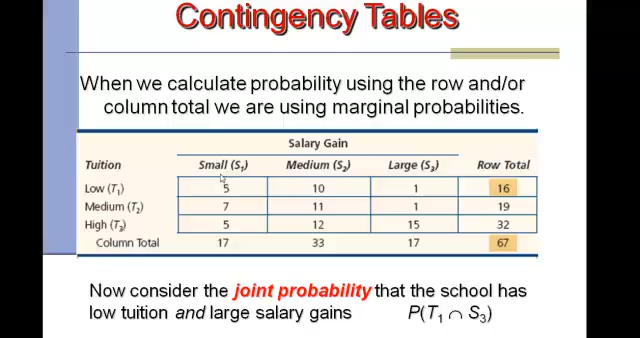 Contingency Tables
When we calculate probability using the row and/or
column total we are using marginal probabilities.
Salary Gain
Tuition Small (S₁) Medium (S₂) Large (S₃) Row Total
Low (T₁) 5 10 1 16
Medium (T₂) 7 11 1 19
High (T₃) 5 12 15 32
Column Total 17 33 17 67
Now consider the joint probability that the school has
low tuition and large salary gains P(T₁ ∩ S₃)